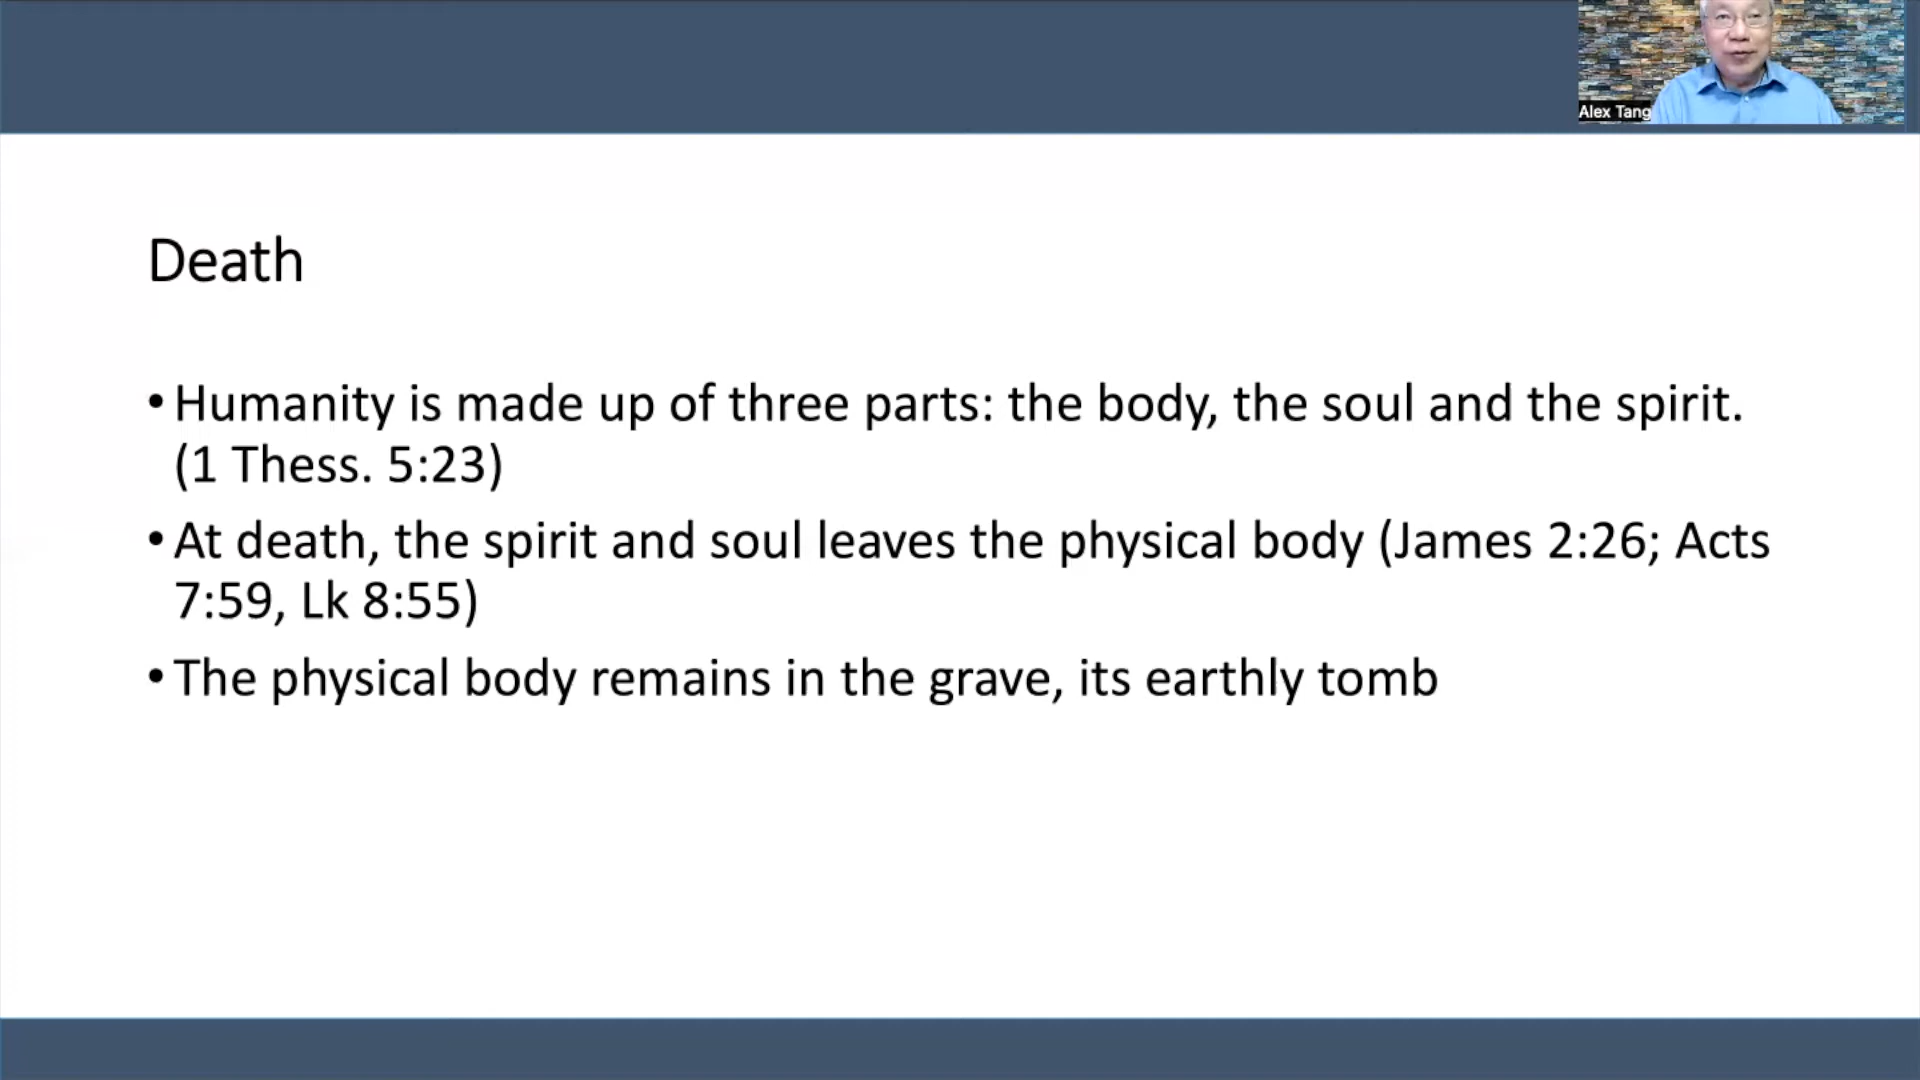 Alex Tang
Death
• Humanity is made up of three parts: the body, the soul and the spirit.
(1 Thess. 5:23)
• At death, the spirit and soul leaves the physical body (James 2:26; Acts
7:59, Lk 8:55)
• The physical body remains in the grave, its earthly tomb